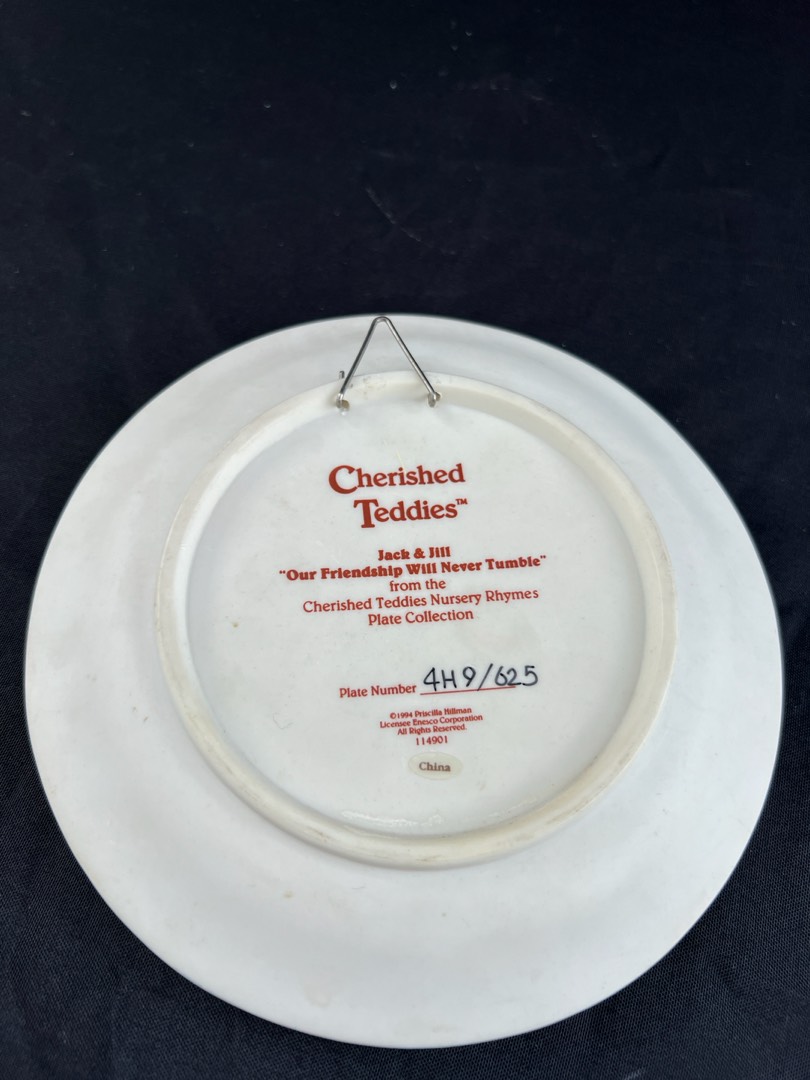 Cherished
Teddies™
Jack & Jill
"Our Friendship Will Never Tumble"
from the
Cherished Teddies Nursery Rhymes
Plate Collection
Plate Number 4H9/625
©1994 Priscilla Hillman
Licensee Enesco Corporation
All Rights Reserved.
114901
China